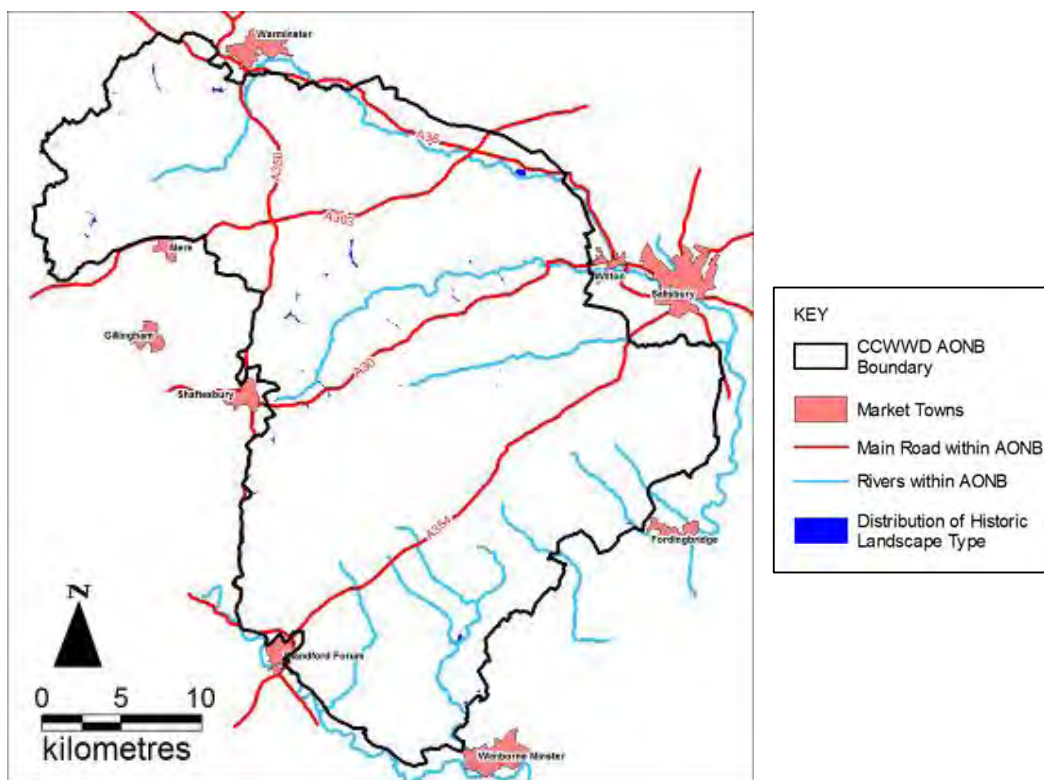 Warminster
A36
A350
A303
Mere
Wilton
Salisbury
Gillingham
A30
Shaftesbury
A354
Fordingbridge
Blandford Forum
Wimborne Minster
N
0 5 10
kilometres
KEY
CCWWD AONB
Boundary
Market Towns
Main Road within AONB
Rivers within AONB
Distribution of Historic
Landscape Type